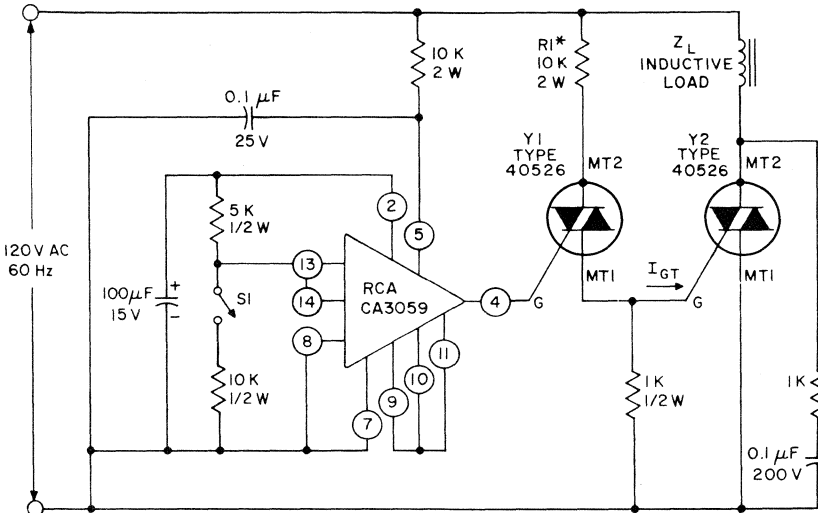 120 V AC
60 Hz
0.1 µF
25 V
10 K
2 W
R1*
10 K
2 W
Z L
INDUCTIVE
LOAD
Y1
TYPE
40526
MT2
Y2
TYPE
40526
MT2
5 K
1/2 W
2
5
13
14
8
RCA
CA3059
4
G
MT1
I GT
G
MT1
100µF
15 V
+
–
S1
10 K
1/2 W
7
9
10
11
1 K
1/2 W
1 K
0.1 µF
200 V